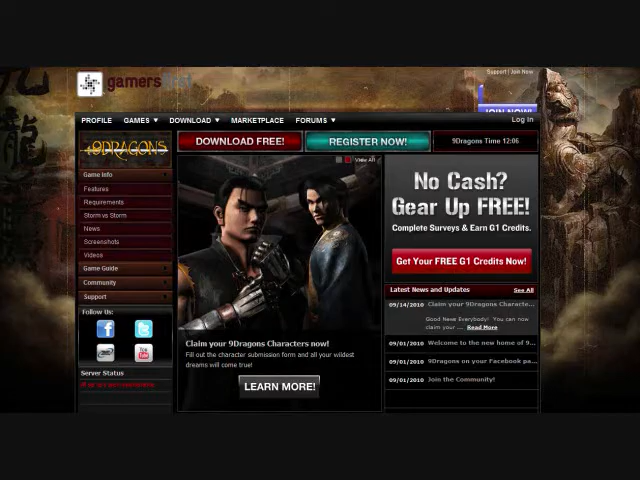 gamersfirst
Support | Join Now
JOIN NOW!
PROFILE GAMES DOWNLOAD MARKETPLACE FORUMS Log In
9DRAGONS
DOWNLOAD FREE! REGISTER NOW! 9Dragons Time 12:06
Game Info
Features
Requirements
Storm vs Storm
News
Screenshots
Videos
Game Guide
Community
Support
Follow Us:
You
Tube
Server Status
View All
Claim your 9Dragons Characters now!
Fill out the character submission form and all your wildest
dreams will come true!
LEARN MORE!
No Cash?
Gear Up FREE!
Complete Surveys & Earn G1 Credits.
Get Your FREE G1 Credits Now!
Latest News and Updates See All
09/14/2010 Claim your 9Dragons Characte...
Good News Everybody! You can
claim your ... Read More
09/01/2010 Welcome to the new home of 9...
09/01/2010 9Dragons on your Facebook pa...
09/01/2010 Join the Community!